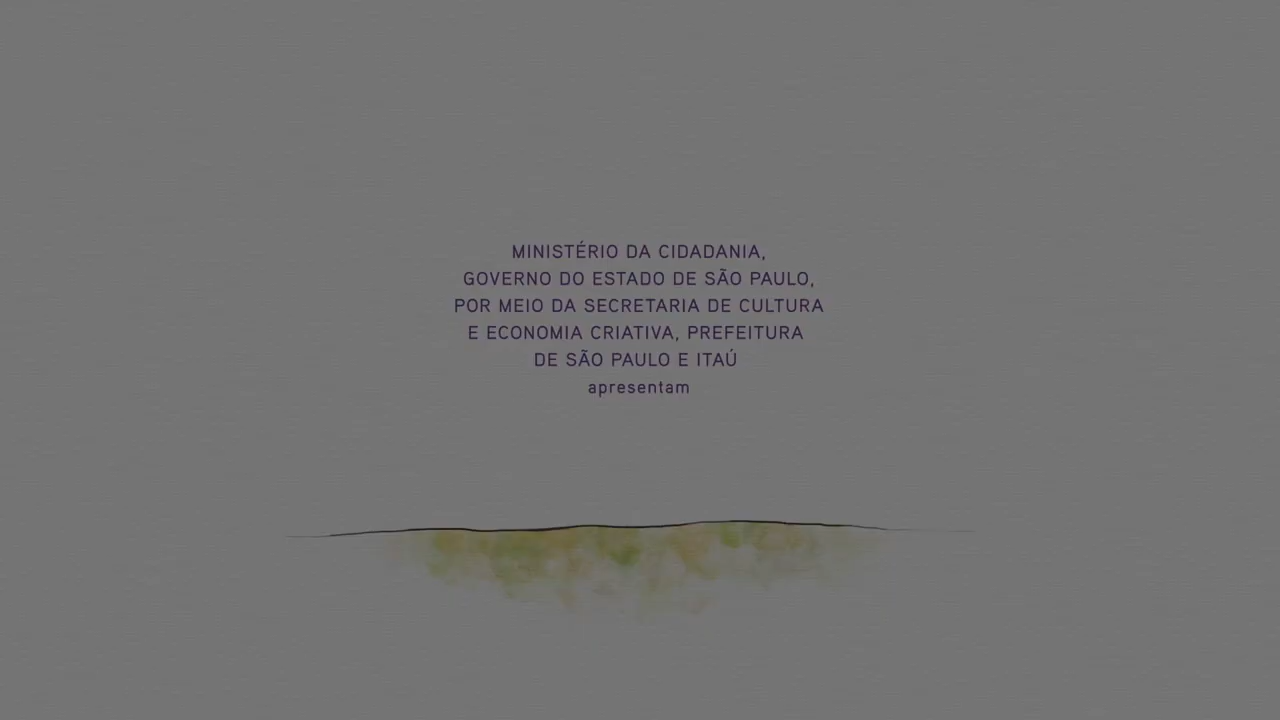 MINISTÉRIO DA CIDADANIA,
GOVERNO DO ESTADO DE SÃO PAULO,
POR MEIO DA SECRETARIA DE CULTURA
E ECONOMIA CRIATIVA, PREFEITURA
DE SÃO PAULO E ITAÚ
apresentam